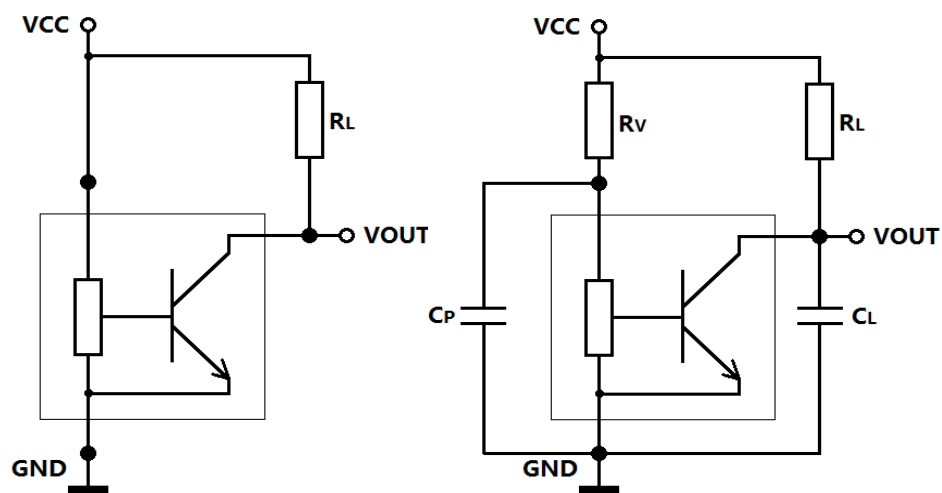 VCC
RL
VOUT
GND
VCC
RV
RL
VOUT
CP
CL
GND